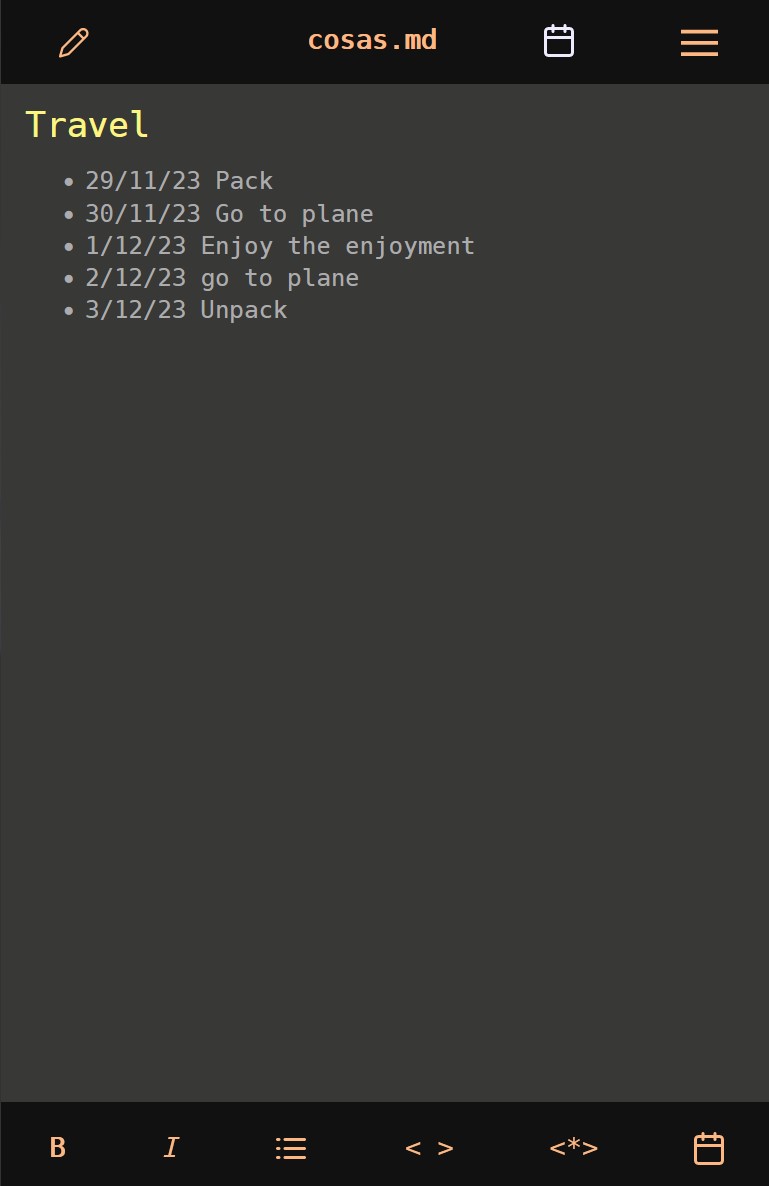 cosas.md
Travel
• 29/11/23 Pack
• 30/11/23 Go to plane
• 1/12/23 Enjoy the enjoyment
• 2/12/23 go to plane
• 3/12/23 Unpack
B I < > <*>